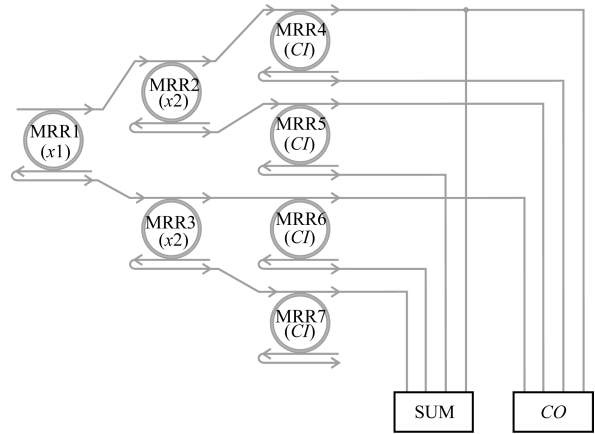 MRR4
(CI)
MRR2
(x2)
MRR5
(CI)
MRR1
(x1)
MRR3
(x2)
MRR6
(CI)
MRR7
(CI)
SUM
CO